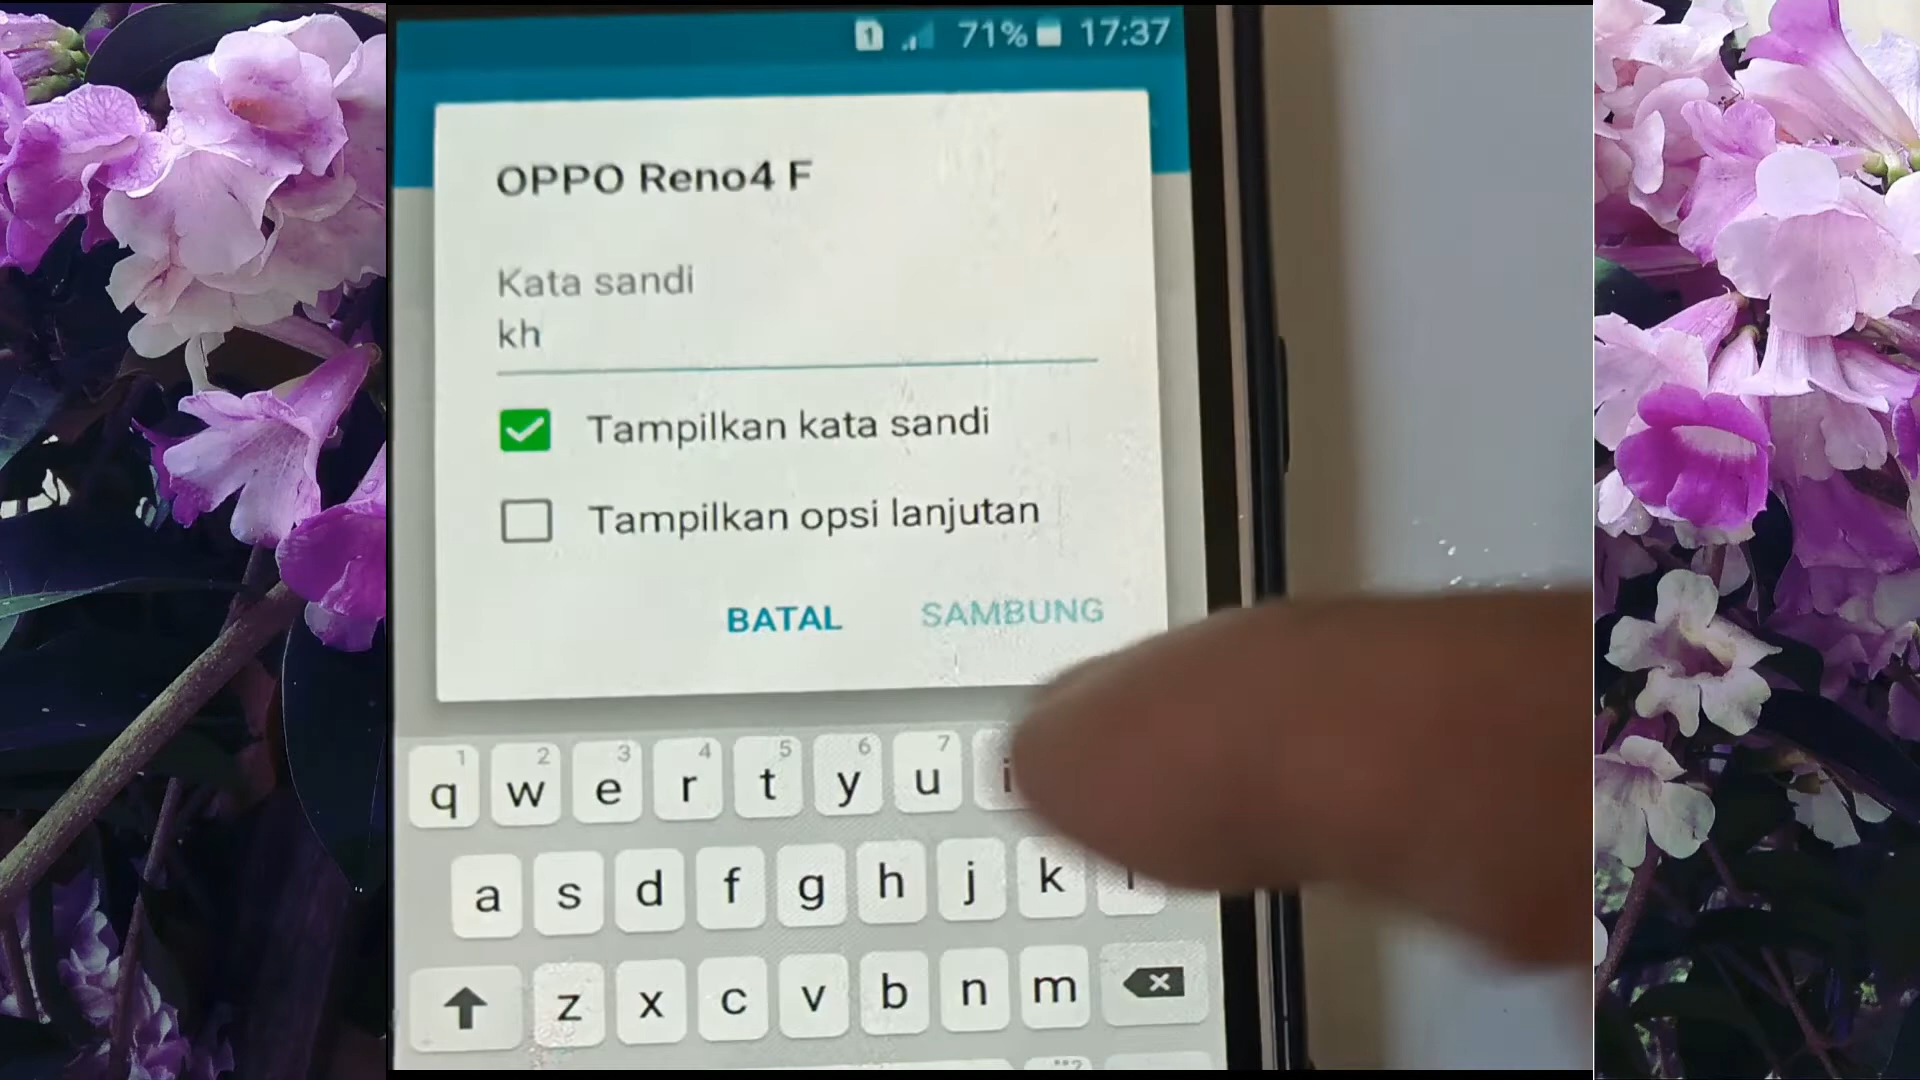 1 71% 17:37
OPPO Reno4 F
Kata sandi
kh
Tampilkan kata sandi
Tampilkan opsi lanjutan
BATAL SAMBUNG
1 2 3 4 5 6 7
q w e r t y u i
a s d f g h j k
z x c v b n m